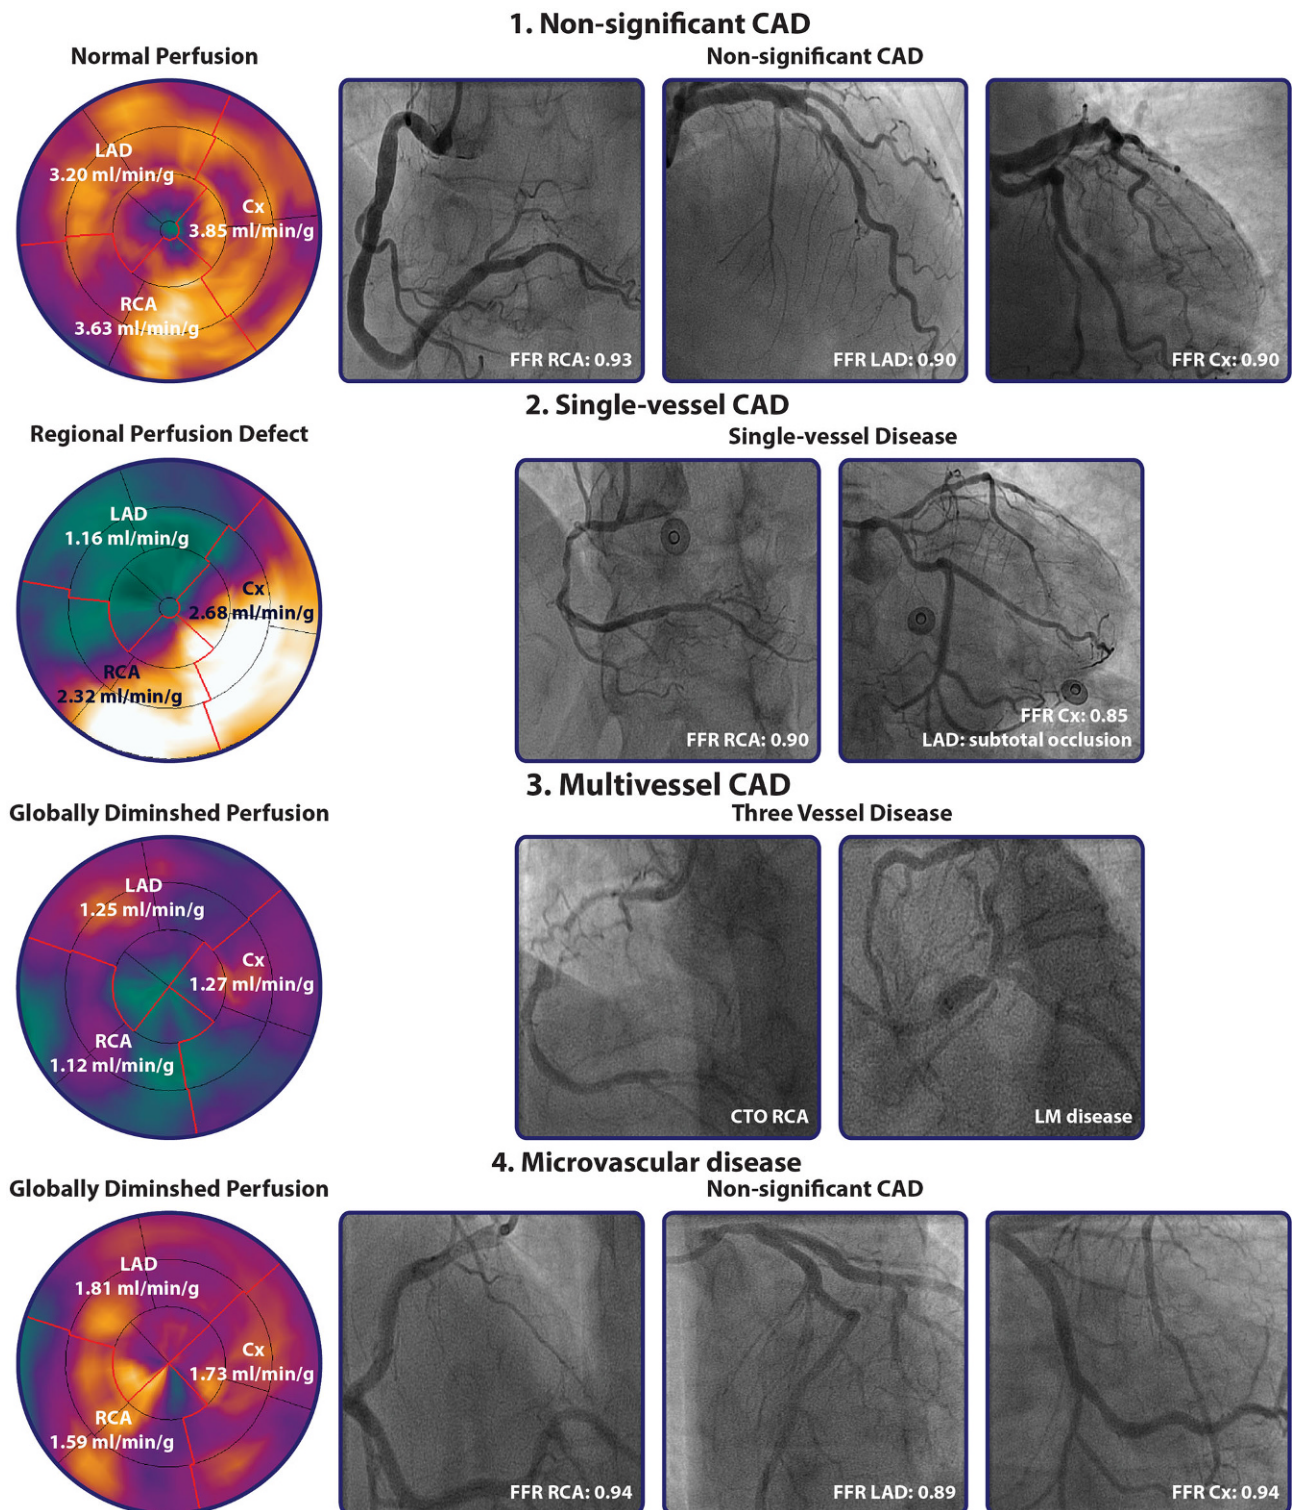 1. Non-significant CAD
Normal Perfusion
Non-significant CAD
LAD
3.20 ml/min/g
Cx
3.85 ml/min/g
RCA
3.63 ml/min/g
FFR RCA: 0.93
FFR LAD: 0.90
FFR Cx: 0.90
2. Single-vessel CAD
Regional Perfusion Defect
Single-vessel Disease
LAD
1.16 ml/min/g
Cx
2.68 ml/min/g
RCA
2.32 ml/min/g
FFR RCA: 0.90
FFR Cx: 0.85
LAD: subtotal occlusion
3. Multivessel CAD
Globally Diminshed Perfusion
Three Vessel Disease
LAD
1.25 ml/min/g
Cx
1.27 ml/min/g
RCA
1.12 ml/min/g
CTO RCA
LM disease
4. Microvascular disease
Globally Diminshed Perfusion
Non-significant CAD
LAD
1.81 ml/min/g
Cx
1.73 ml/min/g
RCA
1.59 ml/min/g
FFR RCA: 0.94
FFR LAD: 0.89
FFR Cx: 0.94